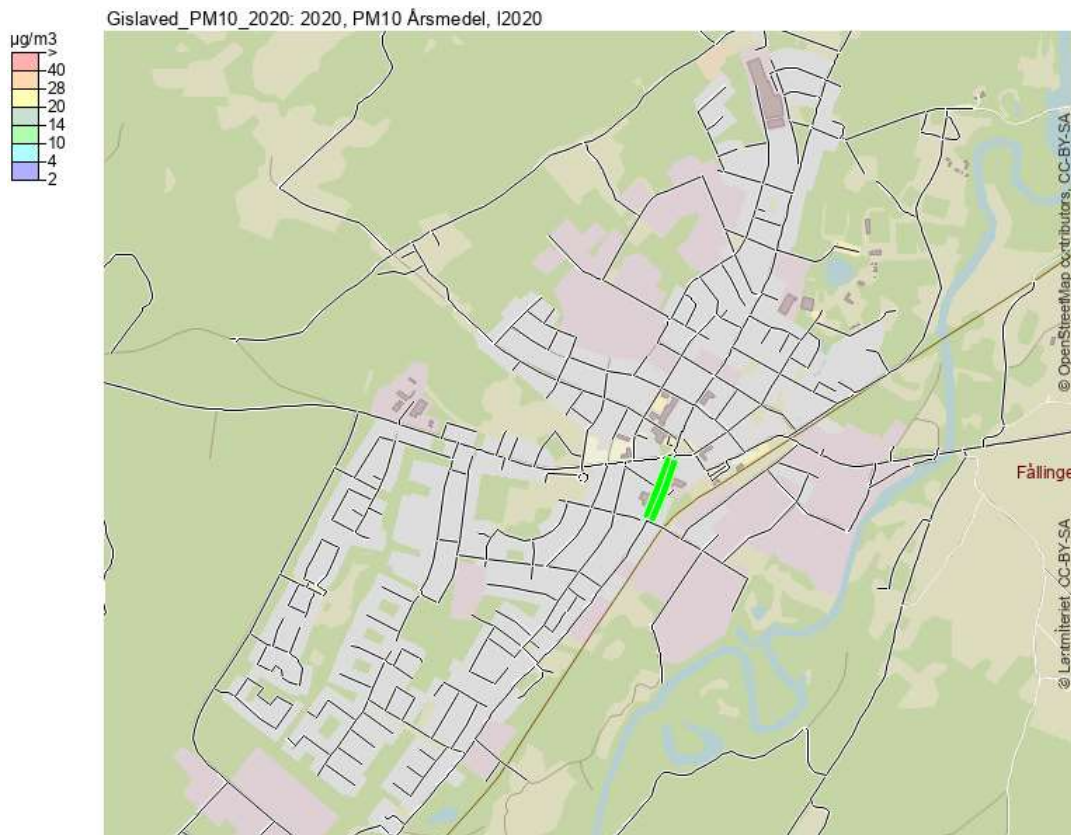 Gislaved_PM10_2020: 2020, PM10 Årsmedel, I2020
µg/m3
>
40
28
20
14
10
4
2
© OpenStreetMap contributors, CC-BY-SA
Fållinge
© Lantmäteriet, CC-BY-SA